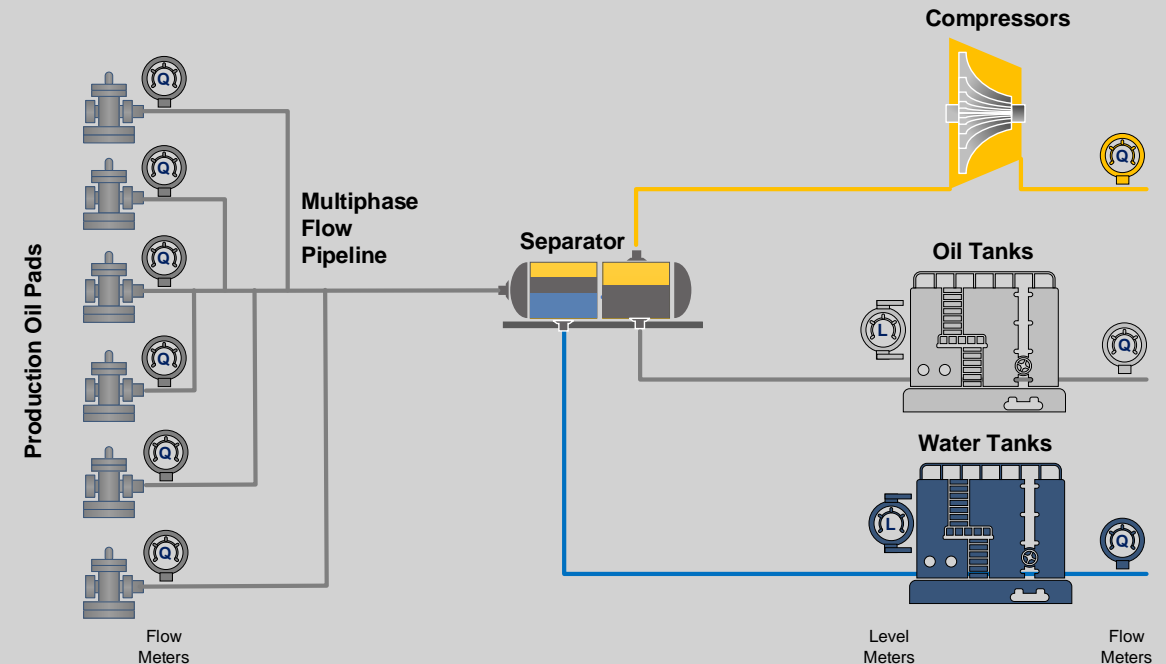 Compressors
Q
Q
Q
Multiphase
Flow
Pipeline
Production Oil Pads
Separator
Q
Oil Tanks
Q
L
Q
Q
Water Tanks
Q
L
Q
Q
Flow
Meters
Level
Meters
Flow
Meters